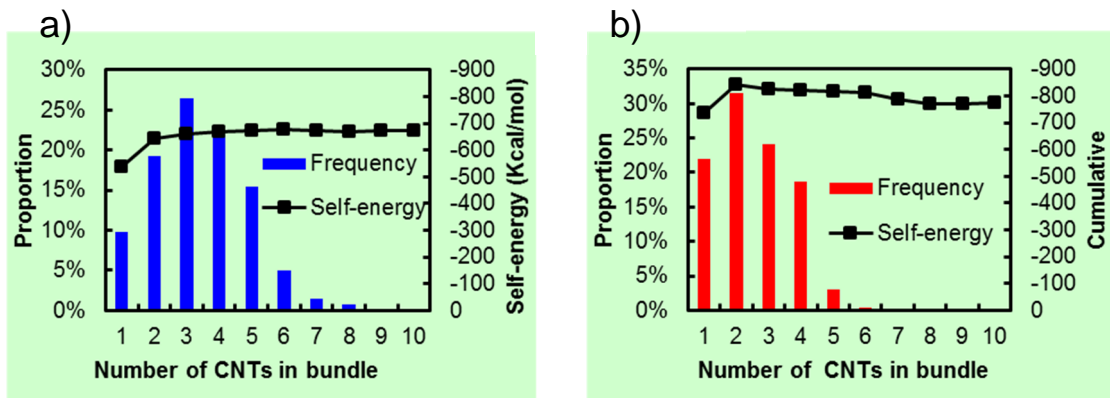 a)
30%
25%
20%
15%
10%
5%
0%
Proportion
-900
-800
-700
-600
-500
-400
-300
-200
-100
0
Self-energy (Kcal/mol)
Frequency
Self-energy
1 2 3 4 5 6 7 8 9 10
Number of CNTs in bundle
b)
35%
30%
25%
20%
15%
10%
5%
0%
Proportion
-900
-800
-700
-600
-500
-400
-300
-200
-100
0
Cumulative
Frequency
Self-energy
1 2 3 4 5 6 7 8 9 10
Number of CNTs in bundle